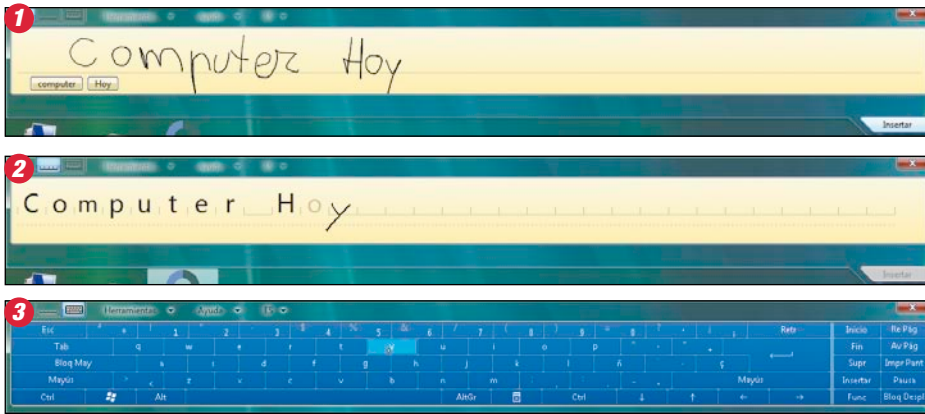 1
Computer Hoy
computer Hoy
Insertar
2
Computer Hoy
Insertar
3
Herramientas Ayuda ES
Esc 1 2 3 4 5 6 7 8 9 0 Retr Inicio Re Pág
Tab q w e r t y u i o p Fin Av Pág
Bloq May a s d f g h j k l ñ ç Supr Impr Pant
Mayús < z x c v b n m , . - Mayús Insertar Pausa
Ctrl Alt AltGr Ctrl ↓ ↑ ← → Func Bloq Despl